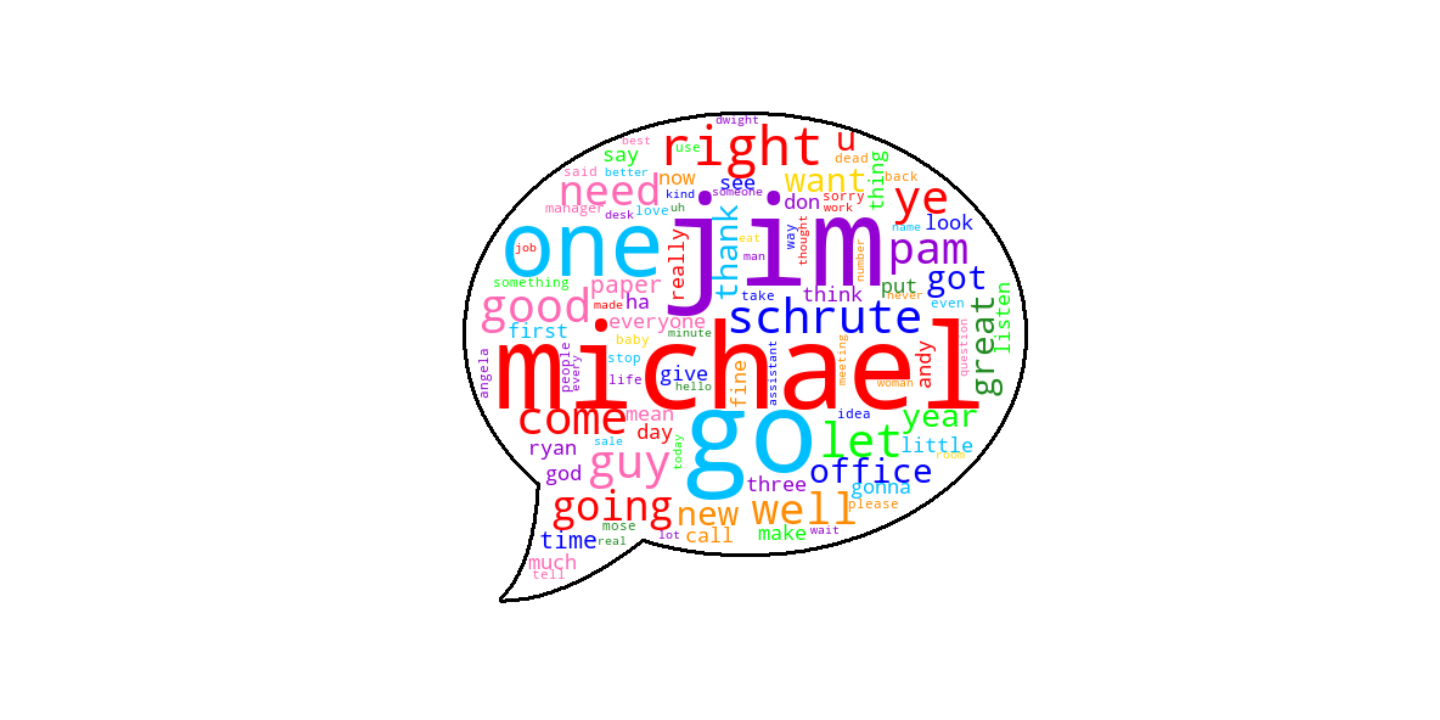 dwight
best
right
use
u
say
dead
said
better
now
see
want
thing
back
need
kind
someone
don
sorry
ye
manager
desk
love
uh
work
look
name
one
job
jim
really
thank
eat
man
way
thought
number
pam
something
paper
take
think
put
got
never
even
good
made
ha
schrute
great
listen
first
everyone
minute
baby
michael
angela
people
every
stop
life
give
hello
fine
assistant
meeting
woman
andy
question
come
mean
idea
year
day
go
let
little
ryan
sale
today
room
god
guy
three
office
gonna
going
new
well
please
mose
time
real
lot
call
make
wait
much
tell